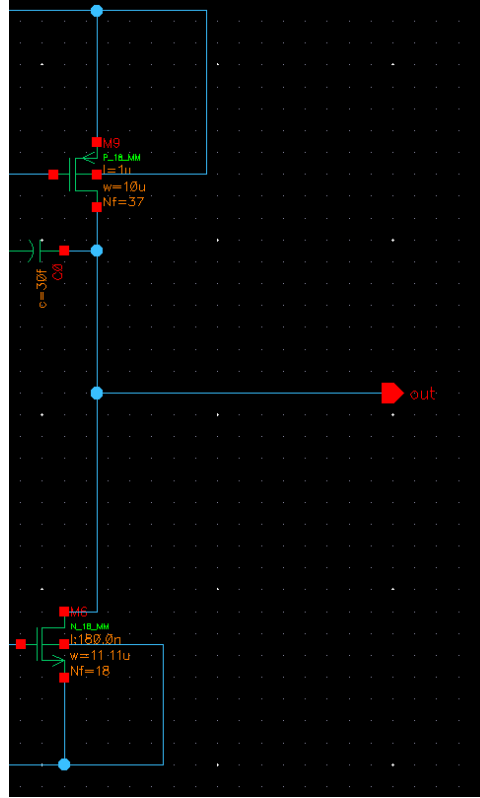 M9
P_18_MM
l=1u
w=10u
Nf=37
C0
c=30f
out
M6
N_18_MM
l:180.0n
w=11.11u
Nf=18